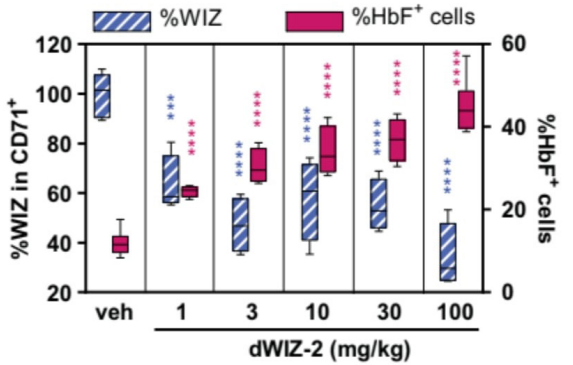 %WIZ %HbF+ cells
120 60
100
80 40
60
40 20
20 0
%WIZ in CD71+
%HbF+ cells
*** **** **** **** **** **** **** **** **** ****
veh 1 3 10 30 100
dWIZ-2 (mg/kg)